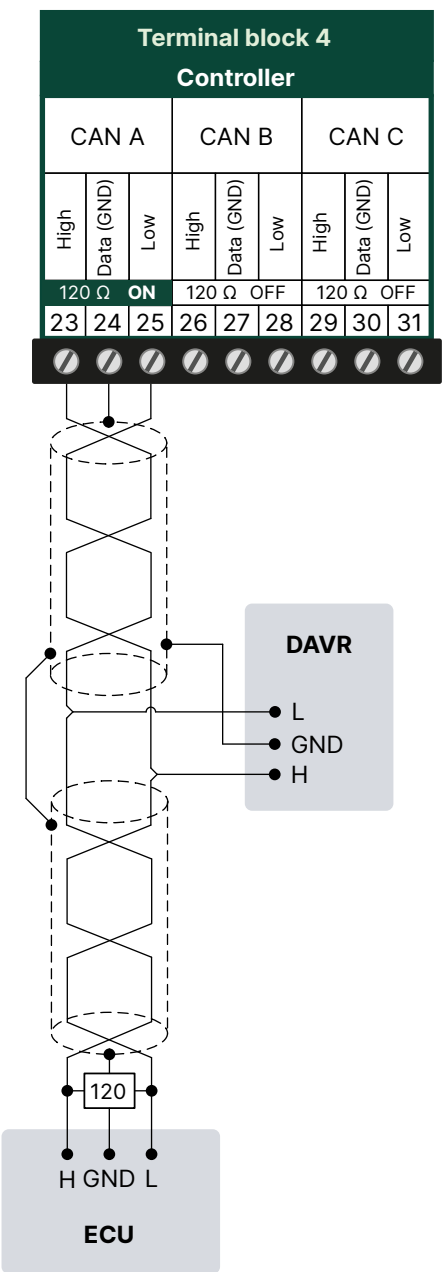 Terminal block 4
Controller
CAN A CAN B CAN C
High Data (GND) Low High Data (GND) Low High Data (GND) Low
120 Ω ON 120 Ω OFF 120 Ω OFF
23 24 25 26 27 28 29 30 31
DAVR
L
GND
H
120
H GND L
ECU